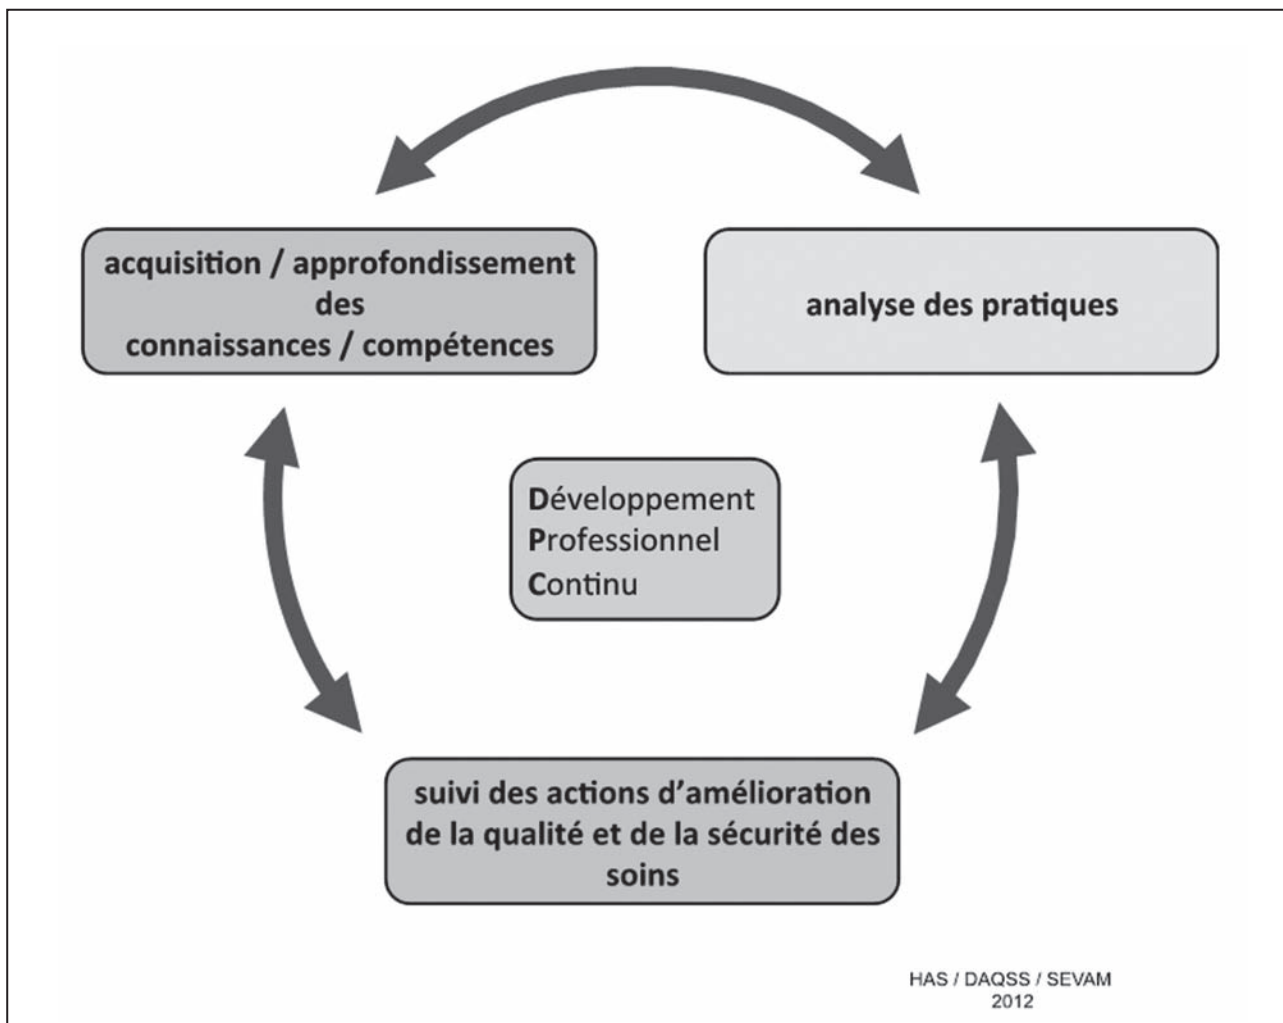 acquisition / approfondissement
des
connaissances / compétences
analyse des pratiques
Développement
Professionnel
Continu
suivi des actions d’amélioration
de la qualité et de la sécurité des
soins
HAS / DAQSS / SEVAM
2012